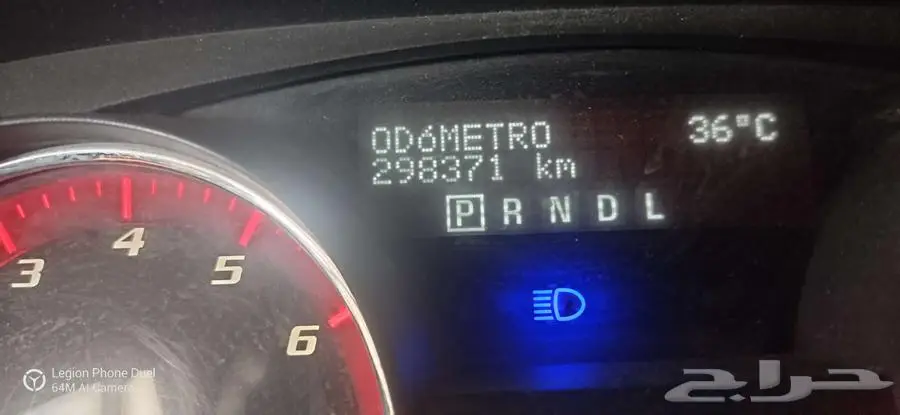 ODóMETRO
36°C
298371 km
P R N D L
3
4
5
6
Legion Phone Duel
64M AI Camera
حراج